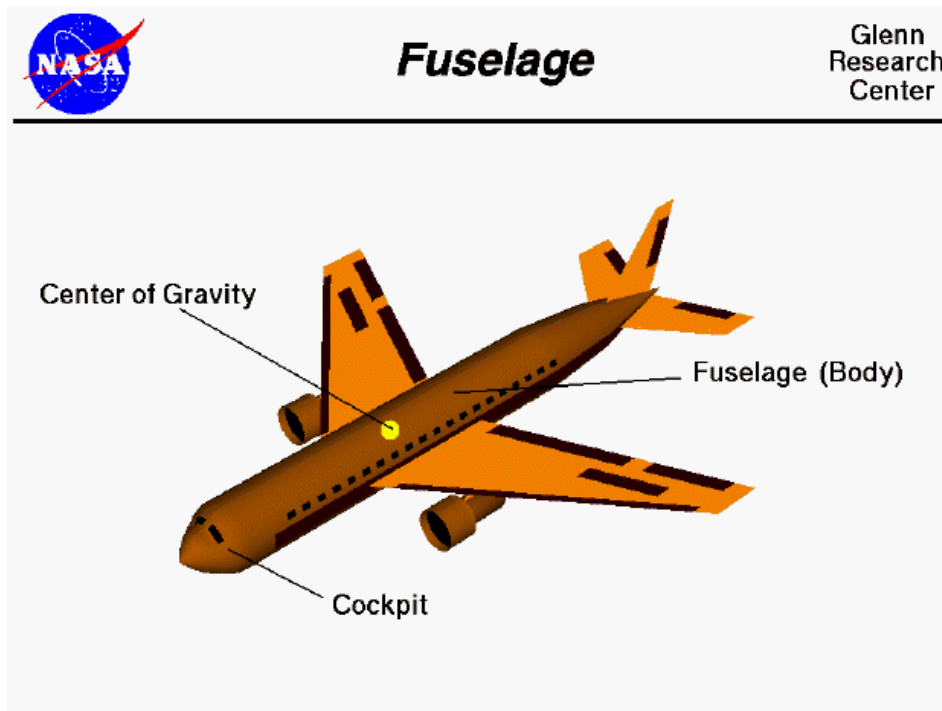 NASA
Fuselage
Glenn
Research
Center
Center of Gravity
Fuselage (Body)
Cockpit